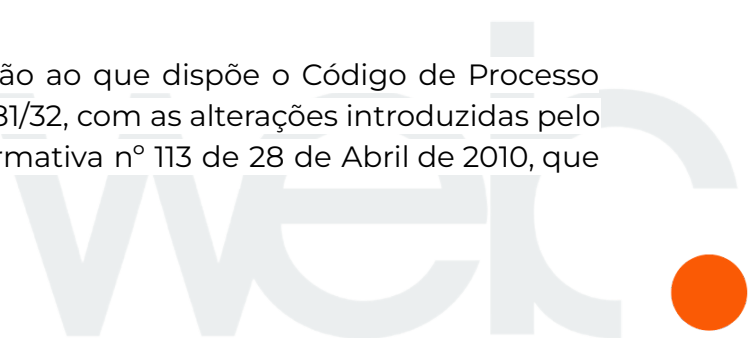 ão ao que dispõe o Código de Processo
81/32, com as alterações introduzidas pelo
rmativa nº 113 de 28 de Abril de 2010, que